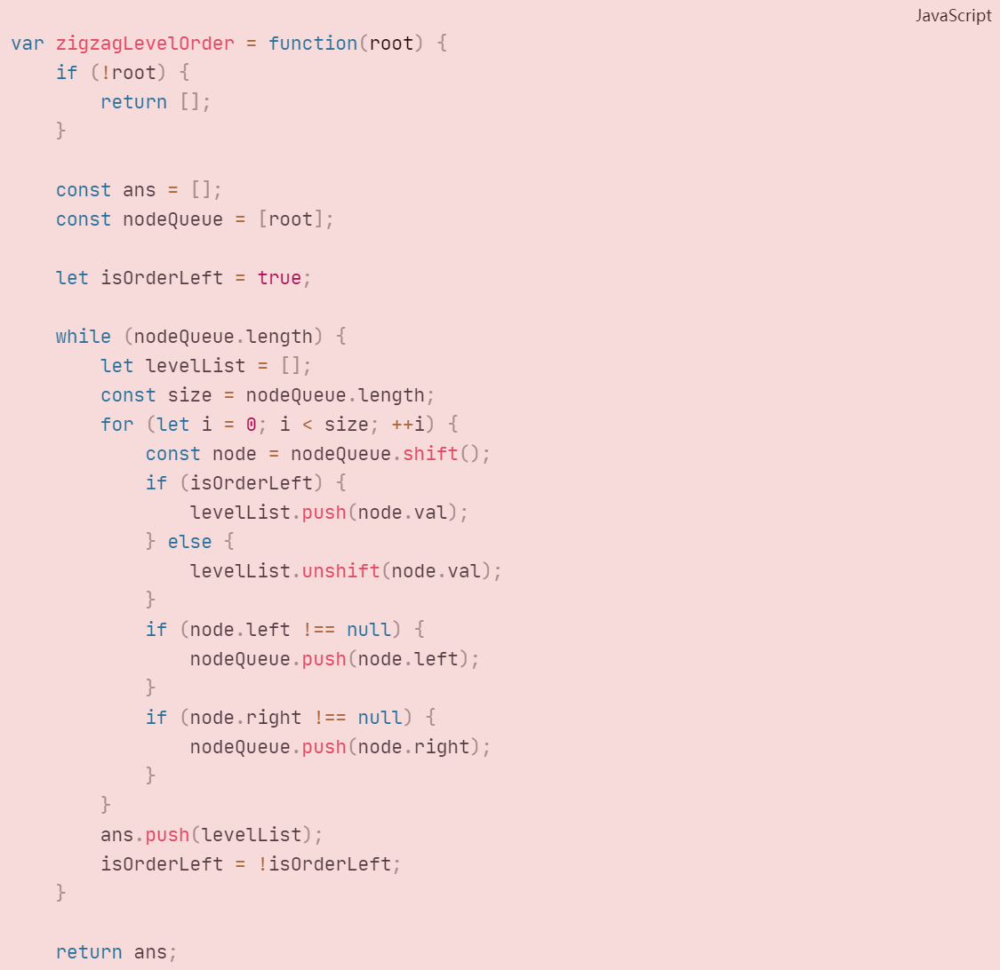 JavaScript
var zigzagLevelOrder = function(root) {
    if (!root) {
        return [];
    }

    const ans = [];
    const nodeQueue = [root];

    let isOrderLeft = true;

    while (nodeQueue.length) {
        let levelList = [];
        const size = nodeQueue.length;
        for (let i = 0; i < size; ++i) {
            const node = nodeQueue.shift();
            if (isOrderLeft) {
                levelList.push(node.val);
            } else {
                levelList.unshift(node.val);
            }
            if (node.left !== null) {
                nodeQueue.push(node.left);
            }
            if (node.right !== null) {
                nodeQueue.push(node.right);
            }
        }
        ans.push(levelList);
        isOrderLeft = !isOrderLeft;
    }

    return ans;